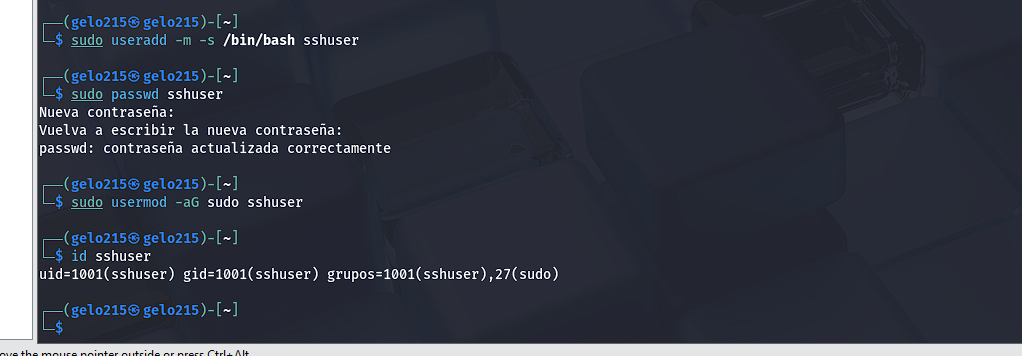 ┌──(gelo215㉿gelo215)-[~]
└─$ sudo useradd -m -s /bin/bash sshuser
┌──(gelo215㉿gelo215)-[~]
└─$ sudo passwd sshuser
Nueva contraseña:
Vuelva a escribir la nueva contraseña:
passwd: contraseña actualizada correctamente
┌──(gelo215㉿gelo215)-[~]
└─$ sudo usermod -aG sudo sshuser
┌──(gelo215㉿gelo215)-[~]
└─$ id sshuser
uid=1001(sshuser) gid=1001(sshuser) grupos=1001(sshuser),27(sudo)
┌──(gelo215㉿gelo215)-[~]
└─$
ove the mouse pointer outside or press Ctrl+Alt